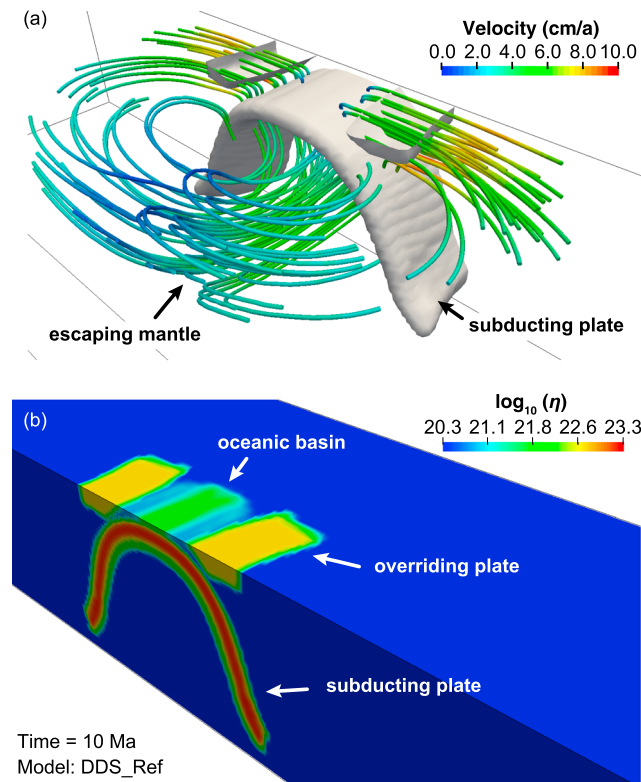 (a)
Velocity (cm/a)
0.0 2.0 4.0 6.0 8.0 10.0
escaping mantle
subducting plate
(b)
log10 (η)
20.3 21.1 21.8 22.6 23.3
oceanic basin
overriding plate
subducting plate
Time = 10 Ma
Model: DDS_Ref